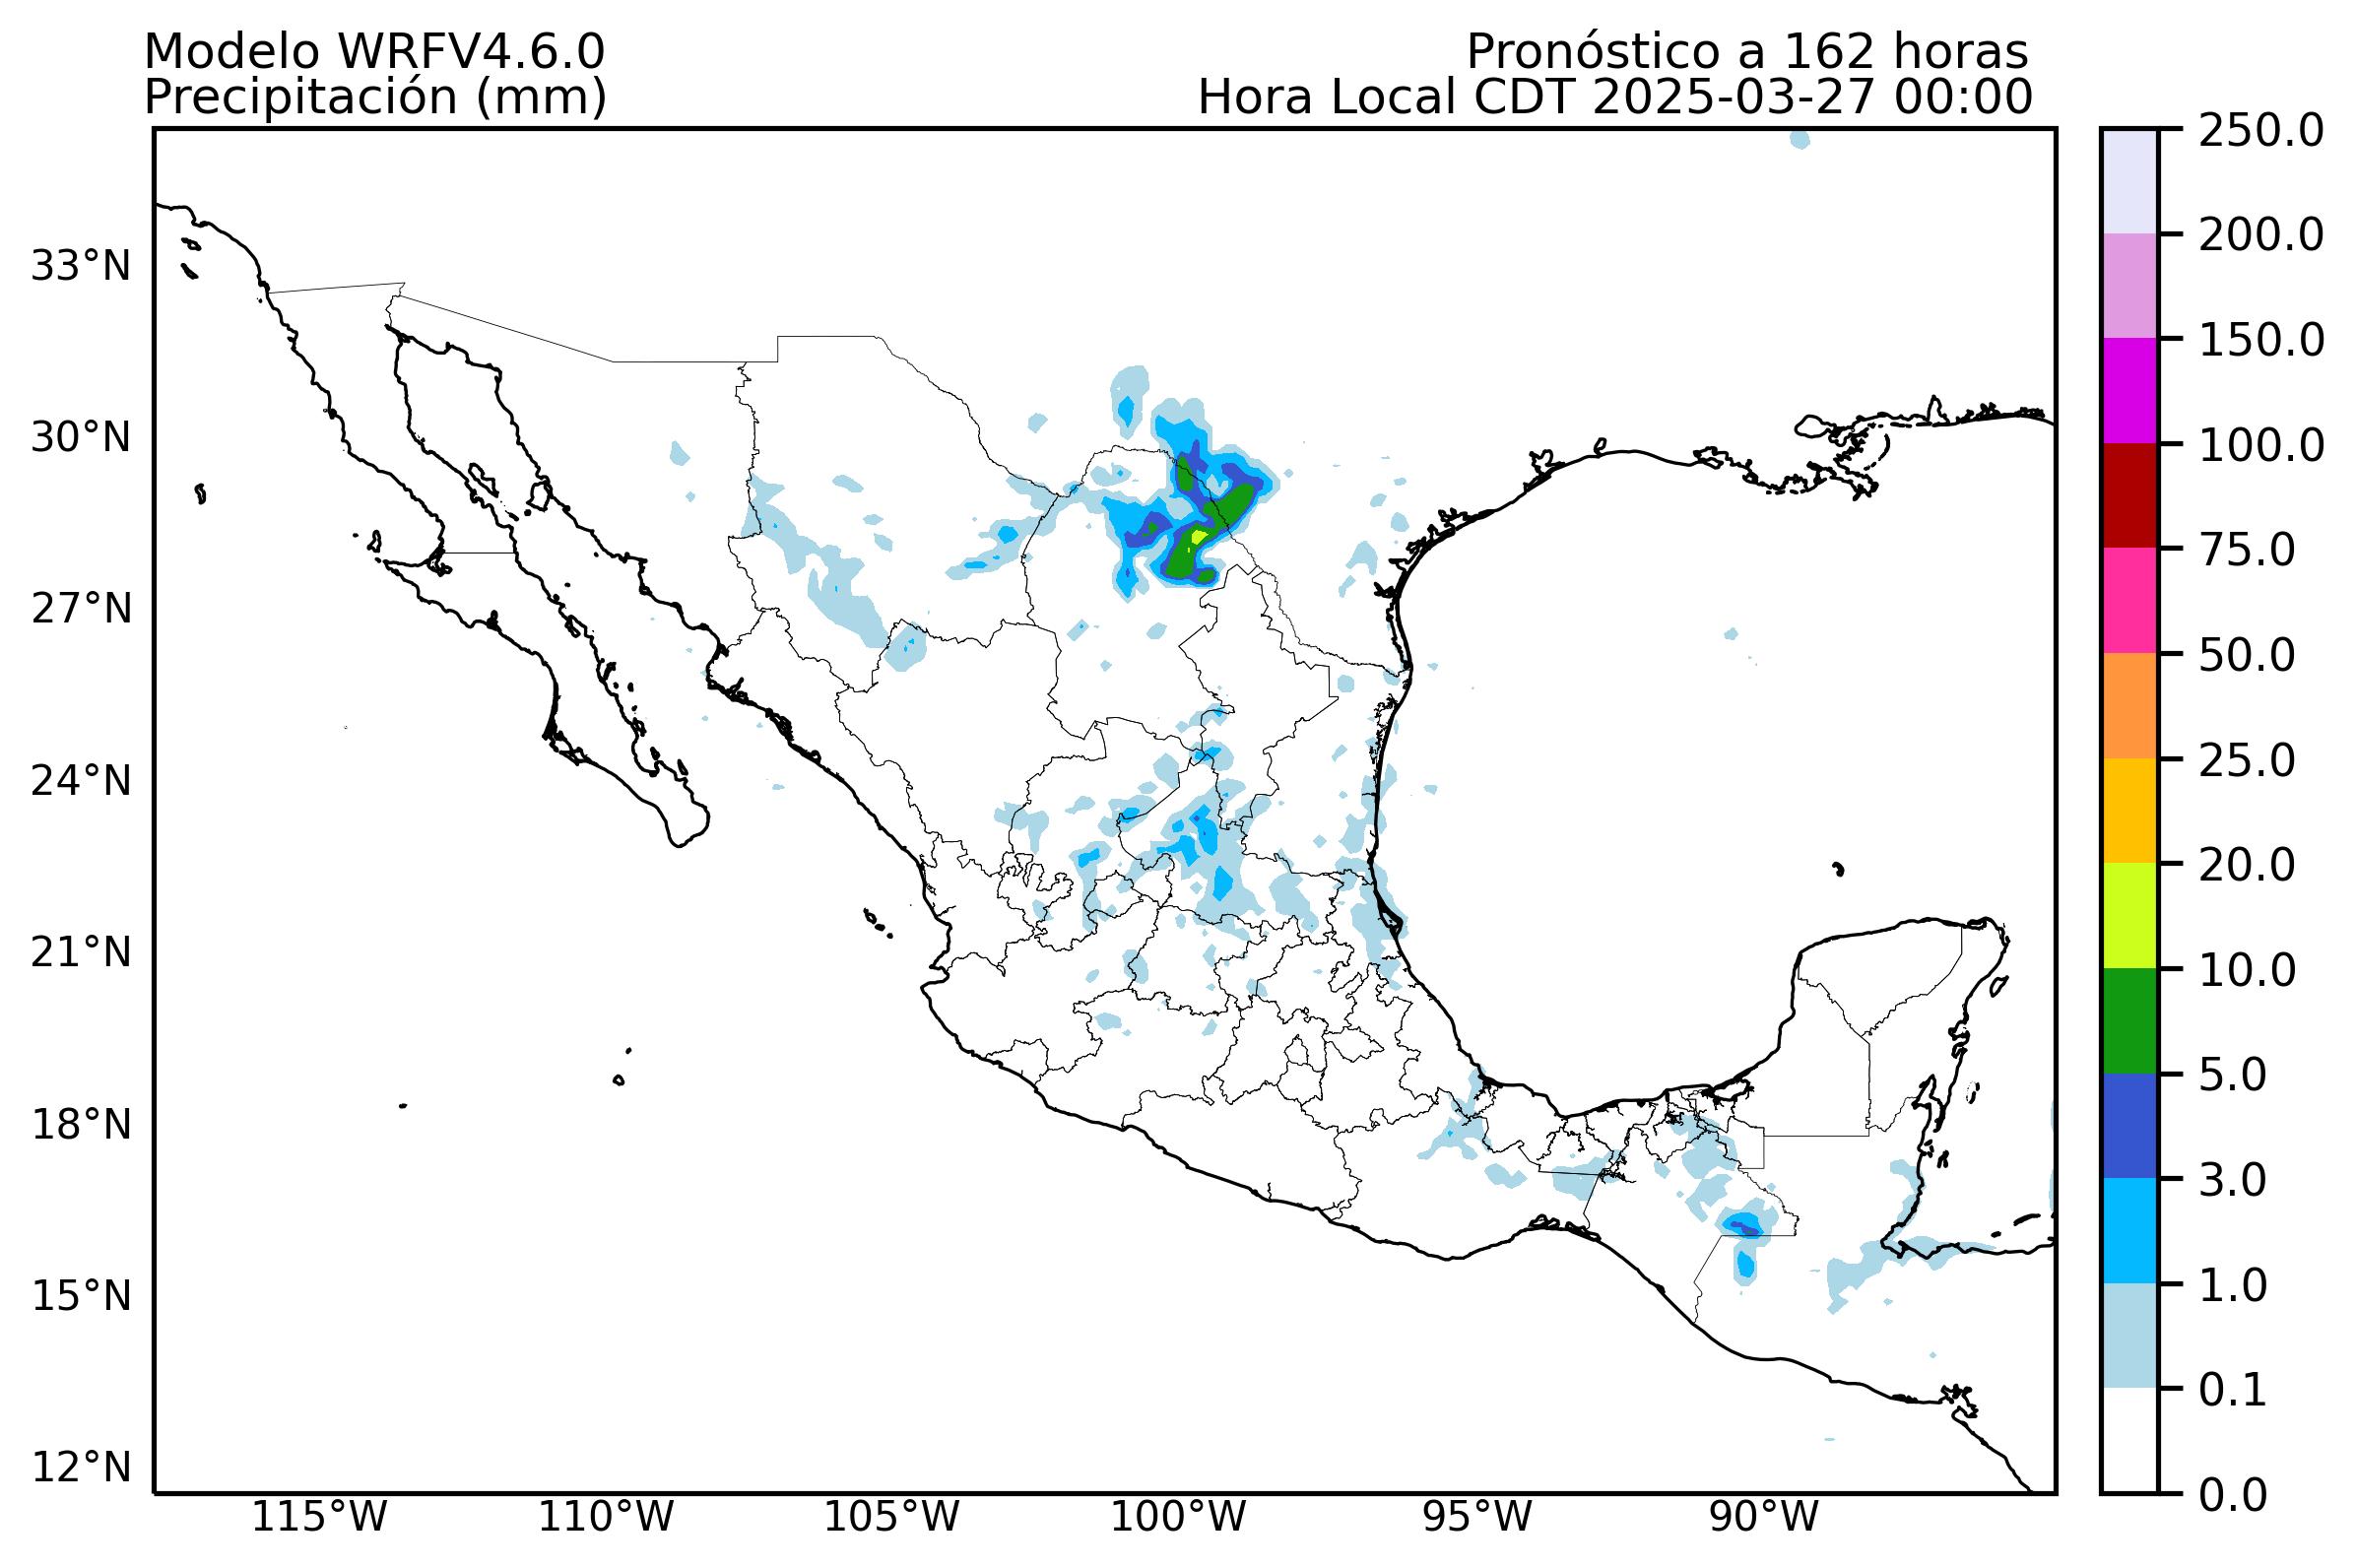 Modelo WRFV4.6.0
Precipitación (mm)
Pronóstico a 162 horas
Hora Local CDT 2025-03-27 00:00
33°N
30°N
27°N
24°N
21°N
18°N
15°N
12°N
115°W
110°W
105°W
100°W
95°W
90°W
250.0
200.0
150.0
100.0
75.0
50.0
25.0
20.0
10.0
5.0
3.0
1.0
0.1
0.0